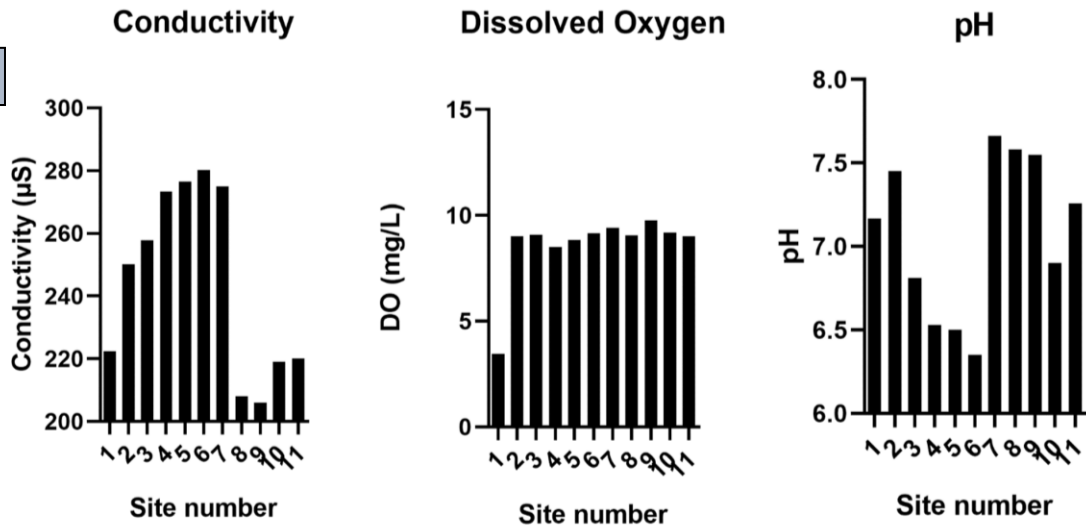 Conductivity
300
280
260
240
220
200
Conductivity (µS)
1 2 3 4 5 6 7 8 9 10 11
Site number
Dissolved Oxygen
15
10
5
0
DO (mg/L)
1 2 3 4 5 6 7 8 9 10 11
Site number
pH
8.0
7.5
7.0
6.5
6.0
pH
1 2 3 4 5 6 7 8 9 10 11
Site number